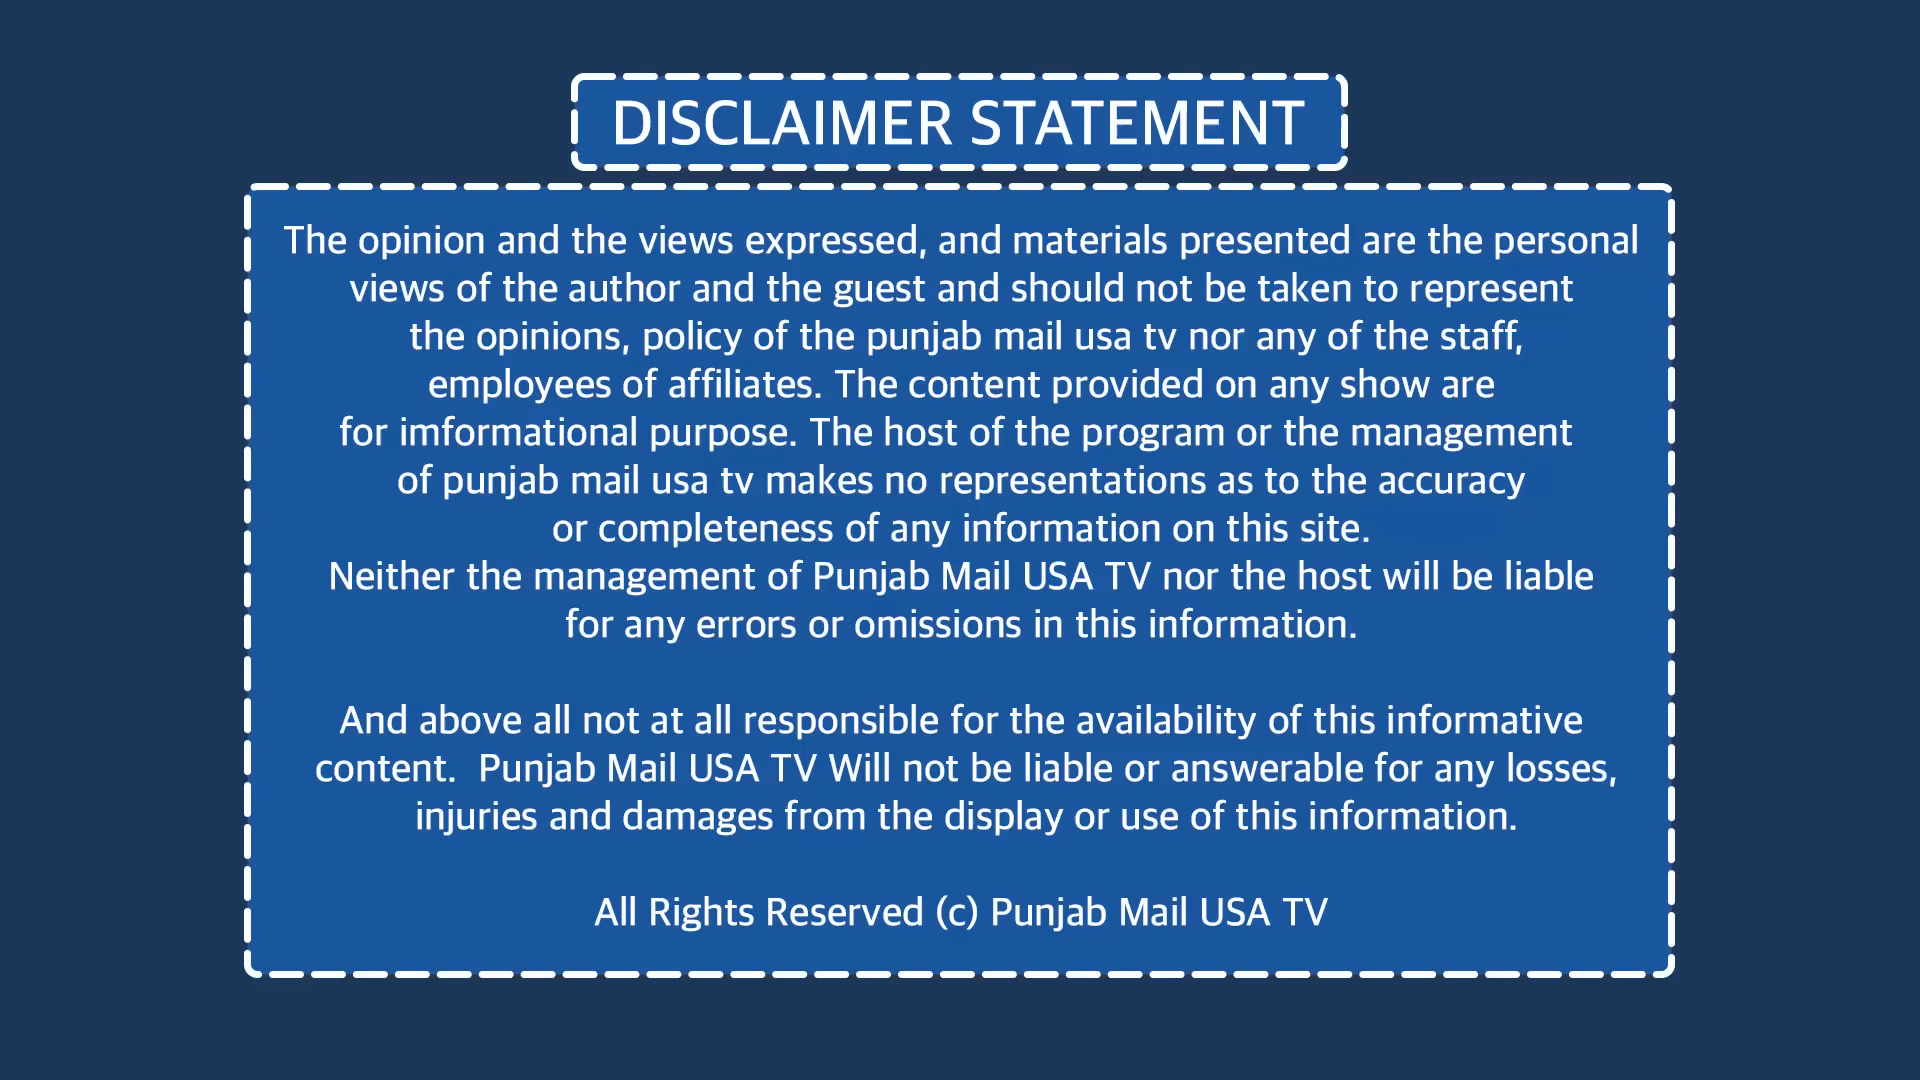 DISCLAIMER STATEMENT
The opinion and the views expressed, and materials presented are the personal
views of the author and the guest and should not be taken to represent
the opinions, policy of the punjab mail usa tv nor any of the staff,
employees of affiliates. The content provided on any show are
for imformational purpose. The host of the program or the management
of punjab mail usa tv makes no representations as to the accuracy
or completeness of any information on this site.
Neither the management of Punjab Mail USA TV nor the host will be liable
for any errors or omissions in this information.
And above all not at all responsible for the availability of this informative
content.  Punjab Mail USA TV Will not be liable or answerable for any losses,
injuries and damages from the display or use of this information.
All Rights Reserved (c) Punjab Mail USA TV